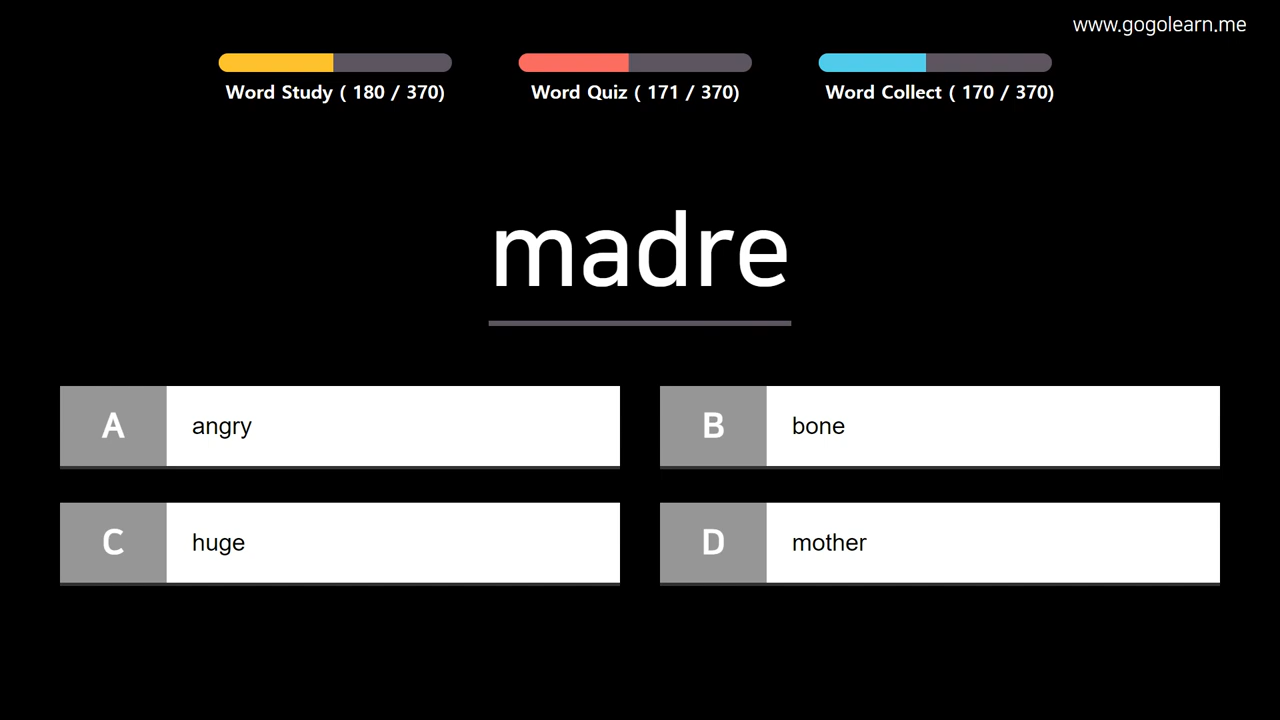 www.gogolearn.me
Word Study ( 180 / 370)
Word Quiz ( 171 / 370)
Word Collect ( 170 / 370)
madre
A angry
B bone
C huge
D mother